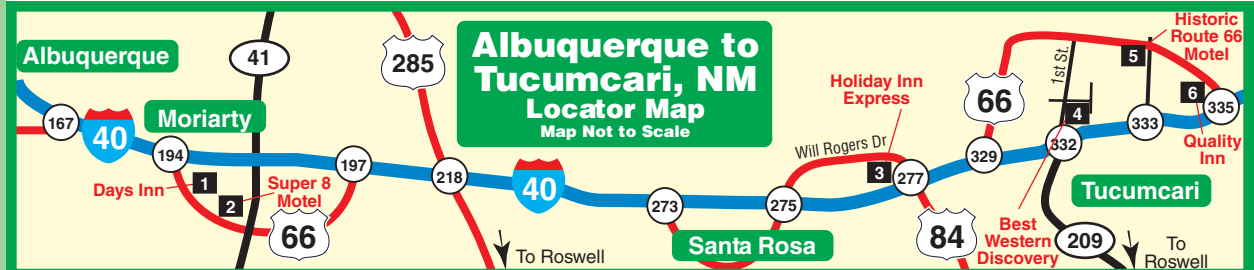 Albuquerque to
Tucumcari, NM
Locator Map
Map Not to Scale
Albuquerque
167
40
Moriarty
194
Days Inn
1
2
Super 8
Motel
41
66
197
285
218
To Roswell
40
273
Santa Rosa
275
Will Rogers Dr
Holiday Inn
Express
3
277
84
66
329
1st St.
4
332
Best
Western
Discovery
209
To
Roswell
Tucumcari
333
5
Historic
Route 66
Motel
6
335
Quality
Inn